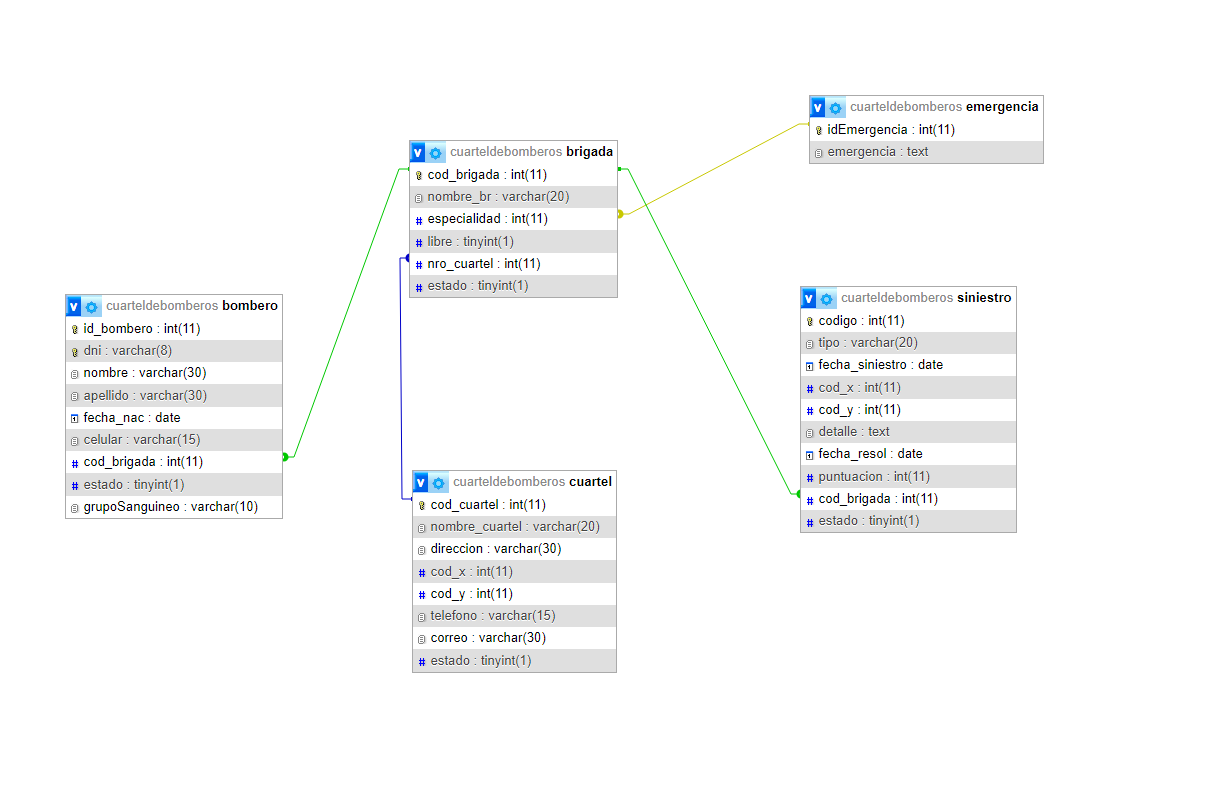 cuarteldebomberos emergencia
idEmergencia : int(11)
emergencia : text
cuarteldebomberos brigada
cod_brigada : int(11)
nombre_br : varchar(20)
especialidad : int(11)
libre : tinyint(1)
nro_cuartel : int(11)
estado : tinyint(1)
cuarteldebomberos bombero
id_bombero : int(11)
dni : varchar(8)
nombre : varchar(30)
apellido : varchar(30)
fecha_nac : date
celular : varchar(15)
cod_brigada : int(11)
estado : tinyint(1)
grupoSanguineo : varchar(10)
cuarteldebomberos siniestro
codigo : int(11)
tipo : varchar(20)
fecha_siniestro : date
cod_x : int(11)
cod_y : int(11)
detalle : text
fecha_resol : date
puntuacion : int(11)
cod_brigada : int(11)
estado : tinyint(1)
cuarteldebomberos cuartel
cod_cuartel : int(11)
nombre_cuartel : varchar(20)
direccion : varchar(30)
cod_x : int(11)
cod_y : int(11)
telefono : varchar(15)
correo : varchar(30)
estado : tinyint(1)